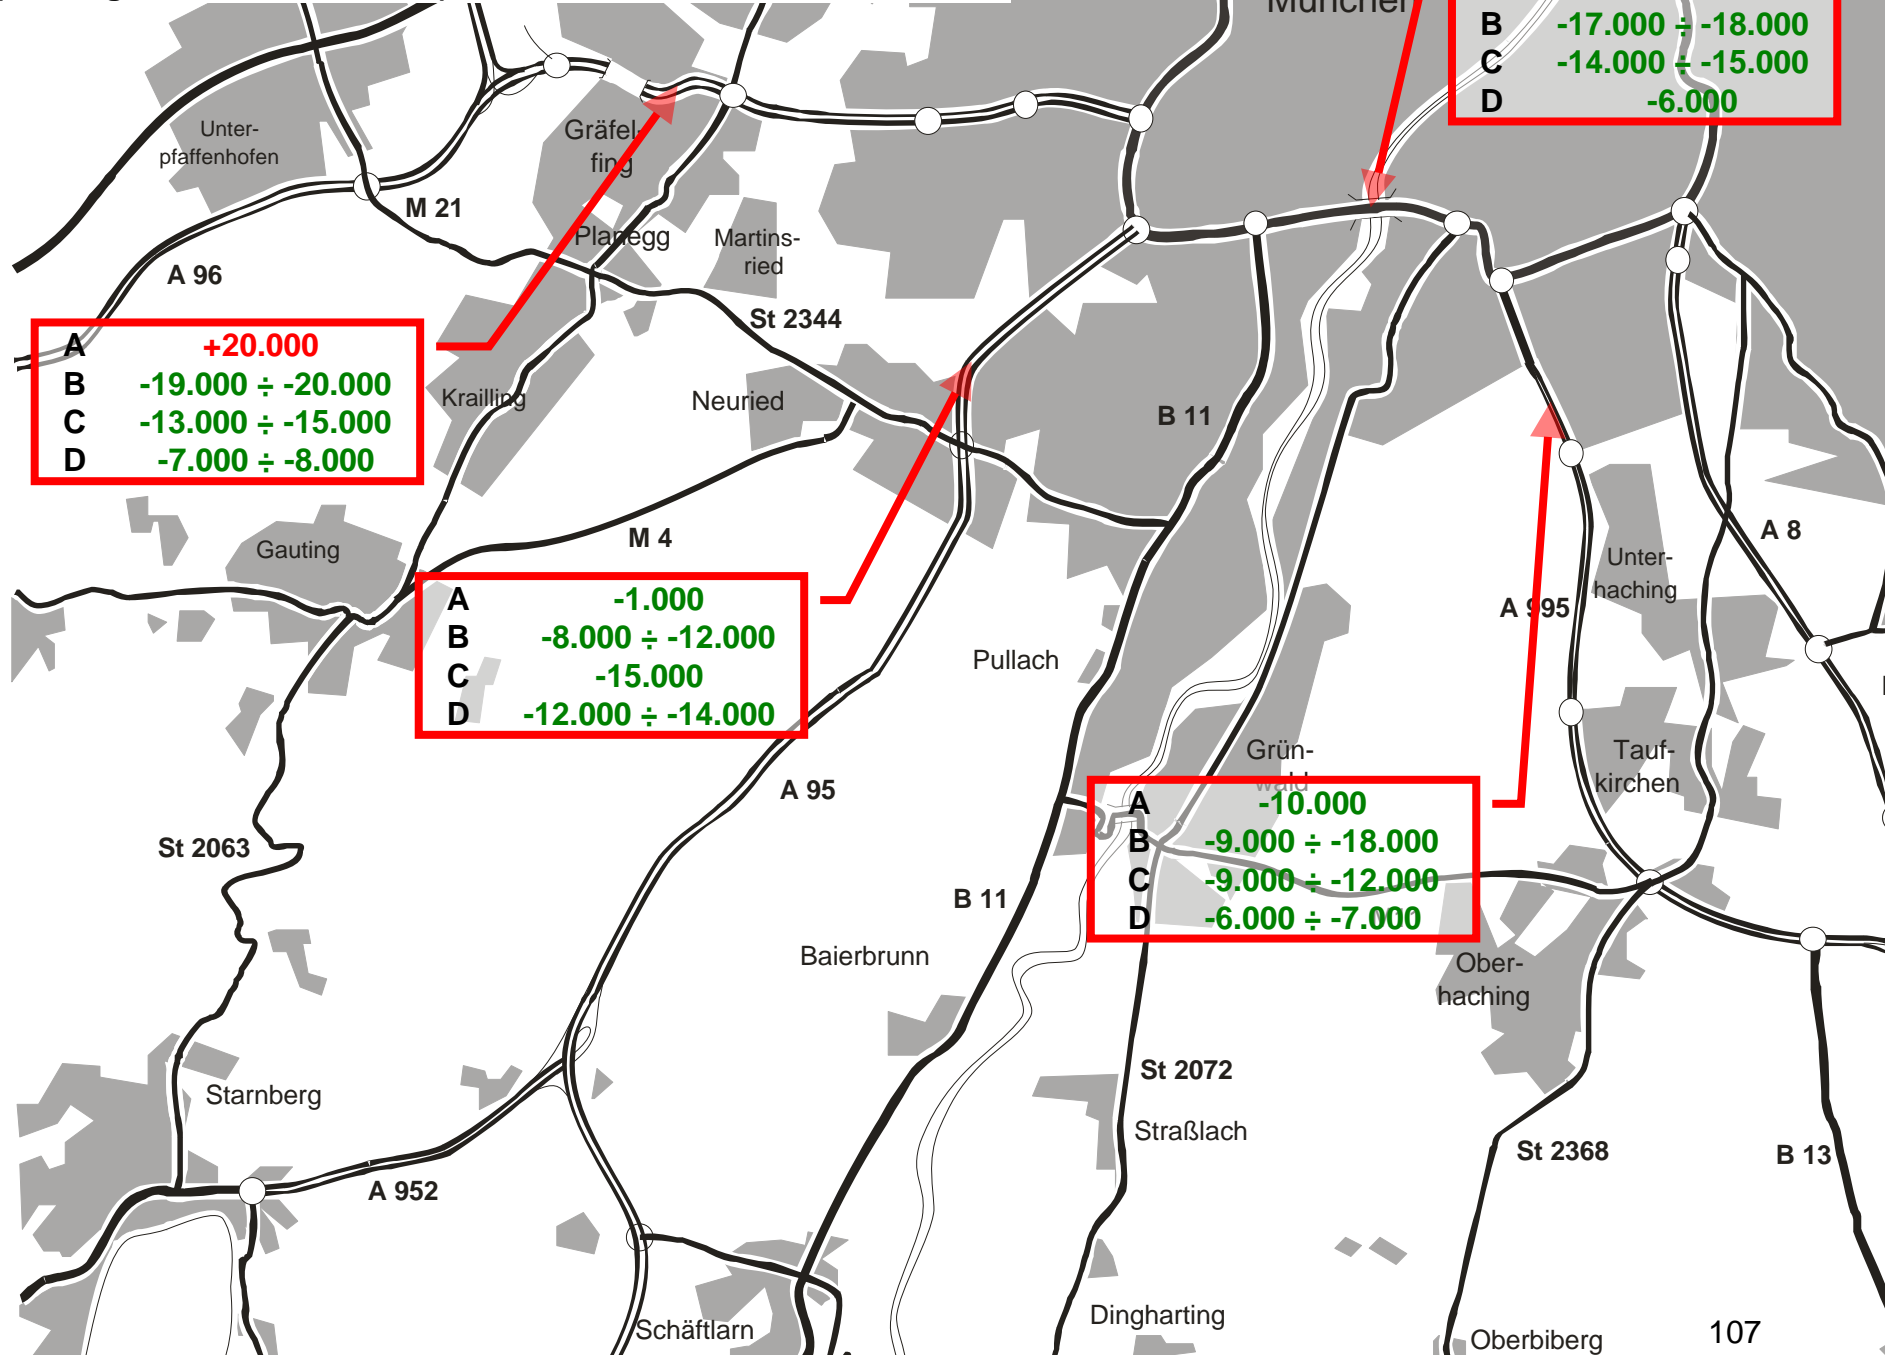 B -17.000 ÷ -18.000
C -14.000 ÷ -15.000
D -6.000
Unter-
pfaffenhofen
Gräfel-
fing
M 21
Planegg
Martins-
ried
A 96
St 2344
A +20.000
B -19.000 ÷ -20.000
C -13.000 ÷ -15.000
D -7.000 ÷ -8.000
Krailling
Neuried
B 11
Gauting
M 4
A 8
Unter-
haching
A 995
A -1.000
B -8.000 ÷ -12.000
C -15.000
D -12.000 ÷ -14.000
Pullach
A 95
Grün-
wald
Tauf-
kirchen
A -10.000
B -9.000 ÷ -18.000
C -9.000 ÷ -12.000
D -6.000 ÷ -7.000
St 2063
B 11
Baierbrunn
Ober-
haching
St 2072
Starnberg
Straßlach
St 2368
B 13
A 952
Dingharting
Schäftlarn
Oberbiberg
107